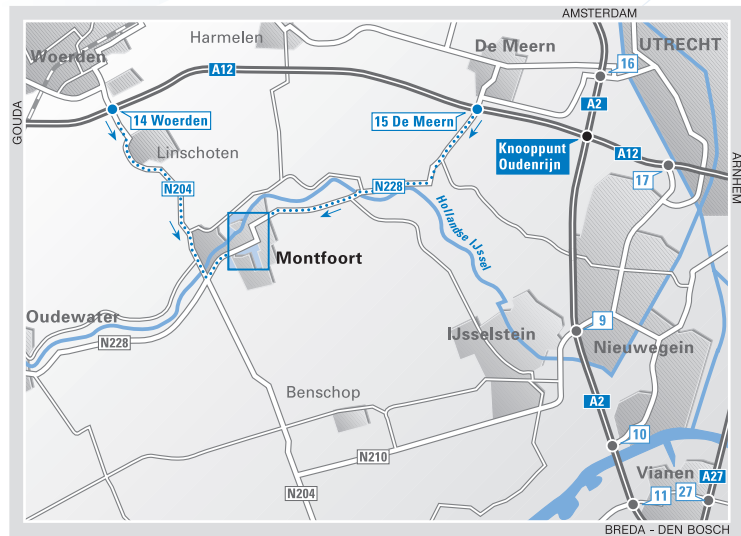 AMSTERDAM
Harmelen
De Meern
UTRECHT
Woerden
16
A12
A2
GOUDA
14 Woerden
15 De Meern
Knooppunt
Oudenrijn
A12
Linschoten
ARNHEM
17
N204
N228
Hollandse IJssel
Montfoort
Oudewater
9
IJsselstein
N228
Nieuwegein
Benschop
A2
10
N210
Vianen
A27
N204
11
27
BREDA - DEN BOSCH